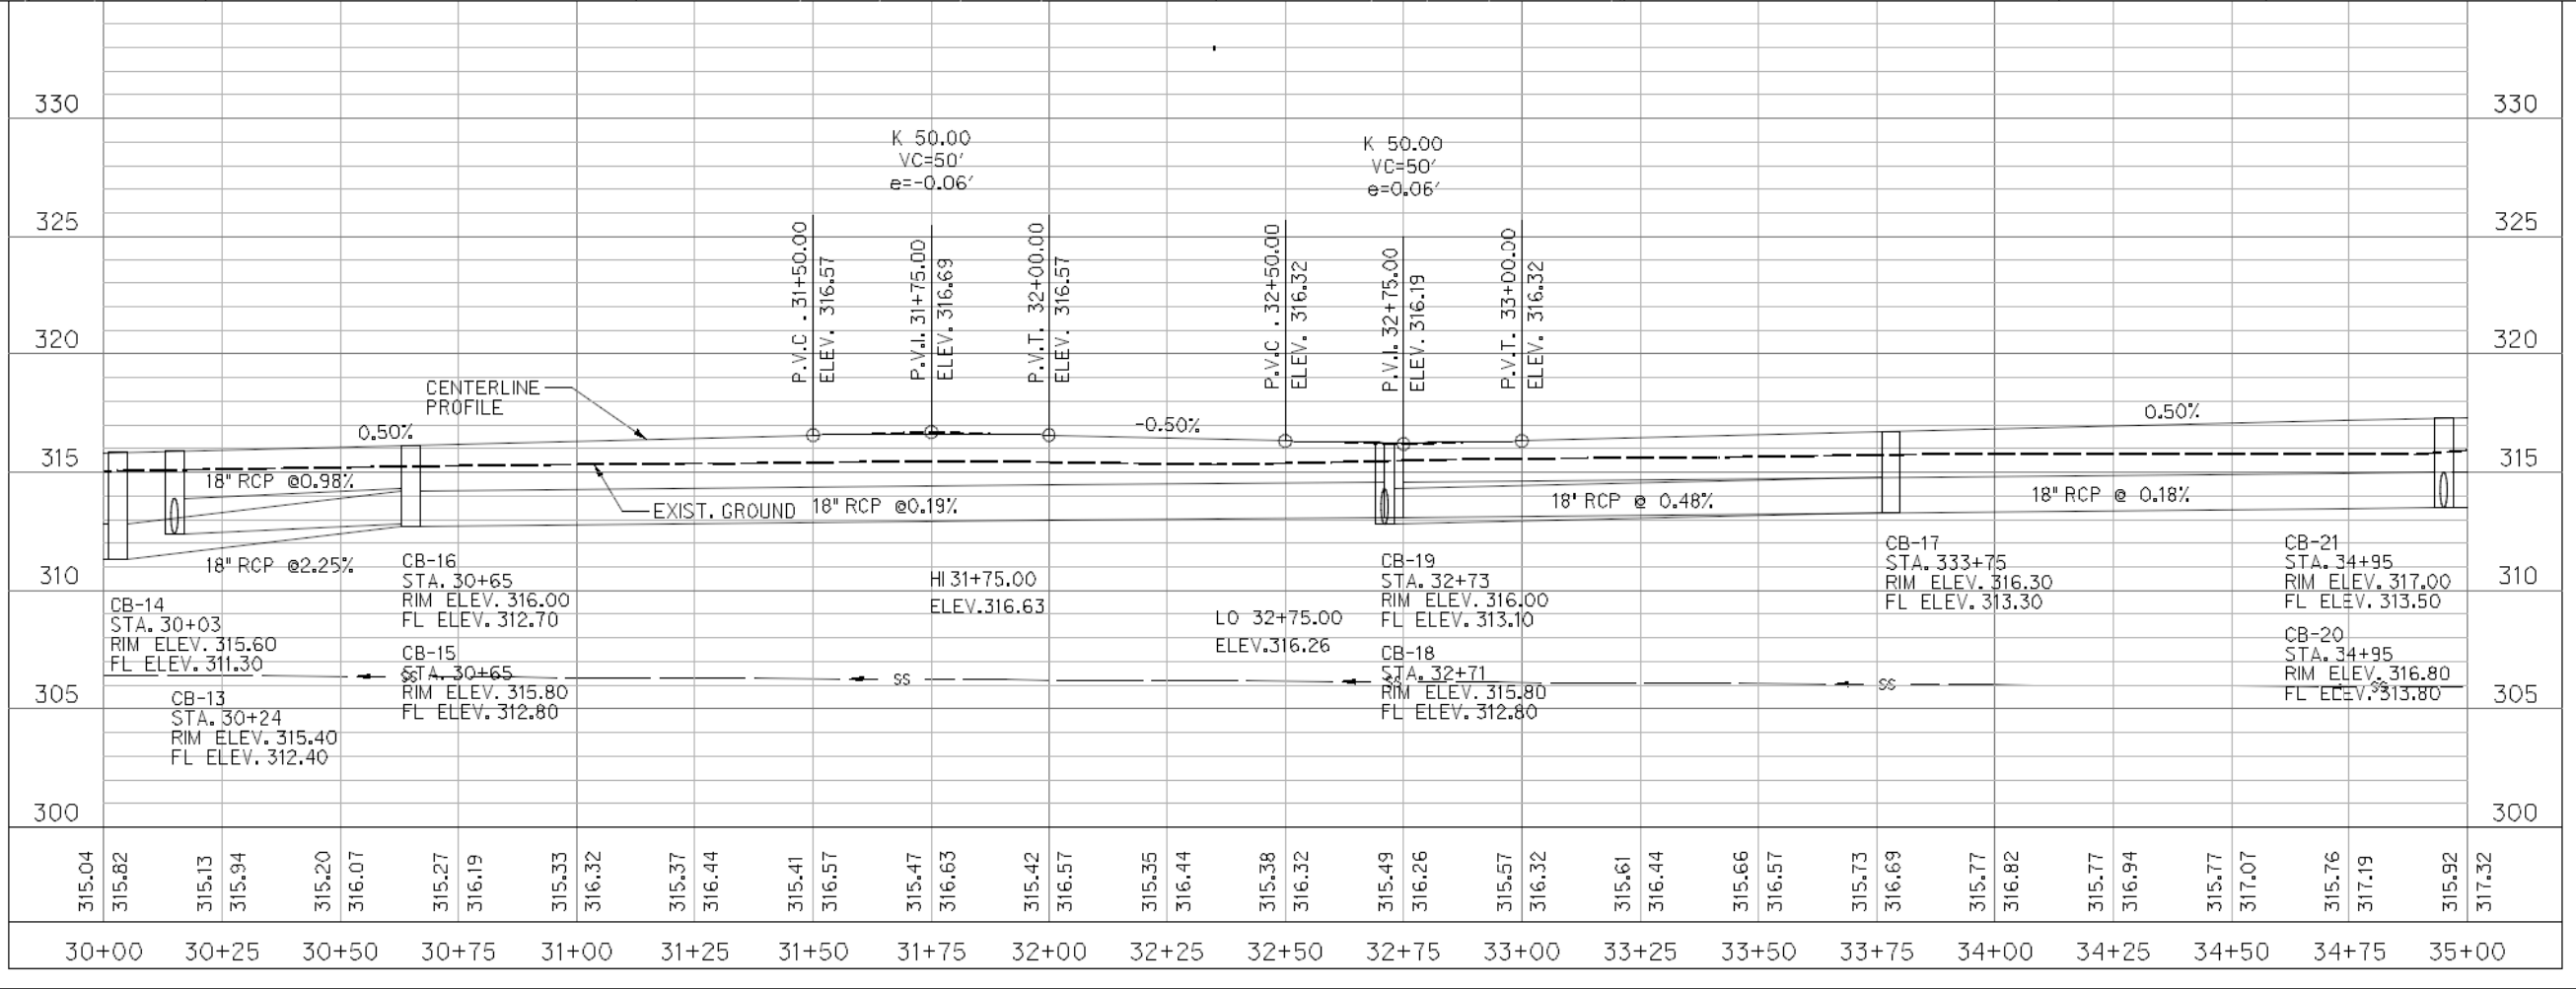 330
330
325
325
320
320
315
315
310
310
305
305
300
300
K 50.00
VC=50'
e=-0.06'
K 50.00
VC=50'
e=0.06'
P.V.C . 31+50.00
ELEV. 316.57
P.V.I. 31+75.00
ELEV. 316.69
P.V.T. 32+00.00
ELEV. 316.57
P.V.C . 32+50.00
ELEV. 316.32
P.V.I. 32+75.00
ELEV. 316.19
P.V.T. 33+00.00
ELEV. 316.32
CENTERLINE
PROFILE
0.50%
-0.50%
0.50%
18" RCP @0.98%
EXIST. GROUND
18" RCP @0.19%
18' RCP @ 0.48%
18" RCP @ 0.18%
18" RCP @2.25%
CB-14
STA. 30+03
RIM ELEV. 315.60
FL ELEV. 311.30
CB-13
STA. 30+24
RIM ELEV. 315.40
FL ELEV. 312.40
CB-16
STA. 30+65
RIM ELEV. 316.00
FL ELEV. 312.70
CB-15
STA. 30+65
RIM ELEV. 315.80
FL ELEV. 312.80
HI 31+75.00
ELEV.316.63
LO 32+75.00
ELEV.316.26
CB-19
STA. 32+73
RIM ELEV. 316.00
FL ELEV. 313.10
CB-18
STA. 32+71
RIM ELEV. 315.80
FL ELEV. 312.80
CB-17
STA. 333+75
RIM ELEV. 316.30
FL ELEV. 313.30
CB-21
STA. 34+95
RIM ELEV. 317.00
FL ELEV. 313.50
CB-20
STA. 34+95
RIM ELEV. 316.80
FL ELEV. 313.80
SS
SS
SS
SS
SS
315.04
315.82
315.13
315.94
315.20
316.07
315.27
316.19
315.33
316.32
315.37
316.44
315.41
316.57
315.47
316.63
315.42
316.57
315.35
316.44
315.38
316.32
315.49
316.26
315.57
316.32
315.61
316.44
315.66
316.57
315.73
316.69
315.77
316.82
315.77
316.94
315.77
317.07
315.76
317.19
315.92
317.32
30+00
30+25
30+50
30+75
31+00
31+25
31+50
31+75
32+00
32+25
32+50
32+75
33+00
33+25
33+50
33+75
34+00
34+25
34+50
34+75
35+00